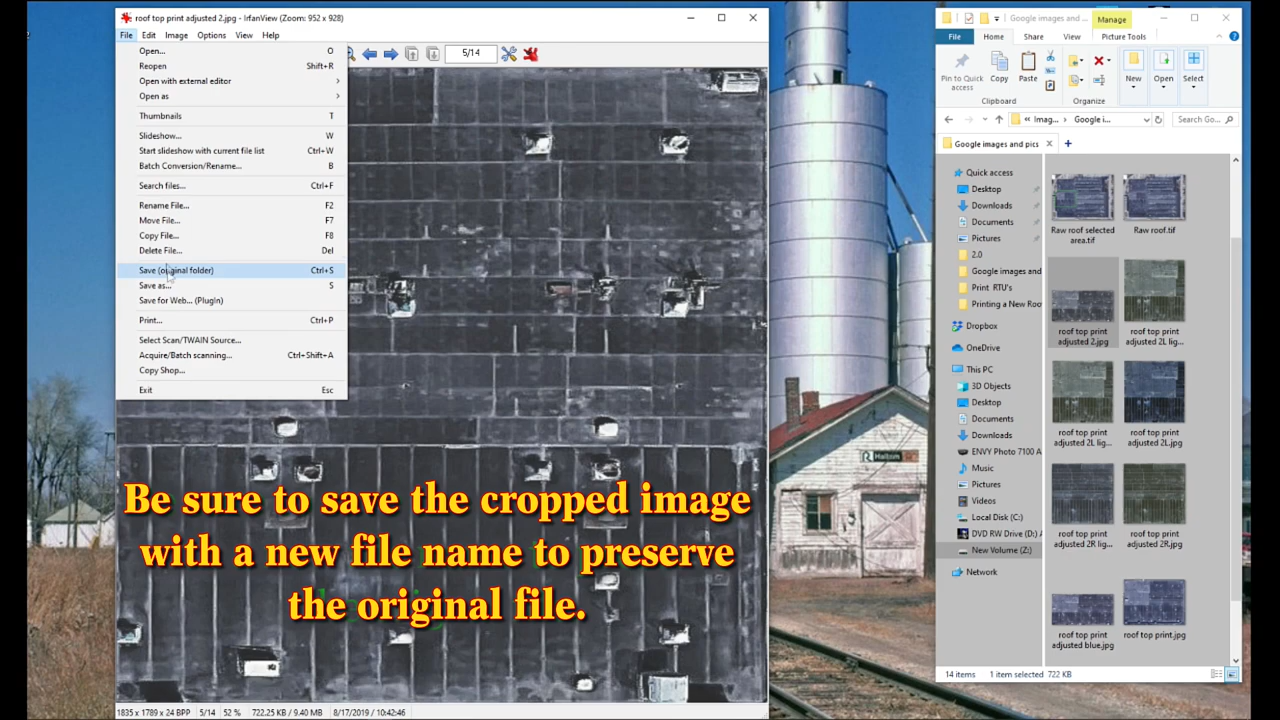 roof top print adjusted 2.jpg - IrfanView (Zoom: 952 x 928)
File Edit Image Options View Help
5/14
Open... O
Reopen Shift+R
Open with external editor
Open as
Thumbnails T
Slideshow... W
Start slideshow with current file list Ctrl+W
Batch Conversion/Rename... B
Search files... Ctrl+F
Rename File... F2
Move File... F7
Copy File... F8
Delete File... Del
Save (original folder) Ctrl+S
Save as... S
Save for Web... (PlugIn)
Print... Ctrl+P
Select Scan/TWAIN Source...
Acquire/Batch scanning... Ctrl+Shift+A
Copy Shop...
Exit Esc
Be sure to save the cropped image
with a new file name to preserve
the original file.
1835 x 1789 x 24 BPP 5/14 52 % 722.25 KB / 9.40 MB 8/17/2019 / 10:42:46
Google images and ... Manage
File Home Share View Picture Tools
Pin to Quick access
Copy
Paste
New
Open
Select
Clipboard
Organize
« Imag... Google i...
Search Go...
Google images and pics
Quick access
Desktop
Downloads
Documents
Pictures
2.0
Google images and
Print RTU's
Printing a New Roo
Dropbox
OneDrive
This PC
3D Objects
Desktop
Documents
Downloads
ENVY Photo 7100 A
Music
Pictures
Videos
Local Disk (C:)
DVD RW Drive (D:) A
New Volume (Z:)
Network
Raw roof selected
area.tif
Raw roof.tif
roof top print
adjusted 2.jpg
roof top print
adjusted 2L lig...
roof top print
adjusted 2L lig...
roof top print
adjusted 2L.jpg
roof top print
adjusted 2R lig...
roof top print
adjusted 2R.jpg
roof top print
adjusted blue.jpg
roof top print.jpg
14 items 1 item selected 722 KB